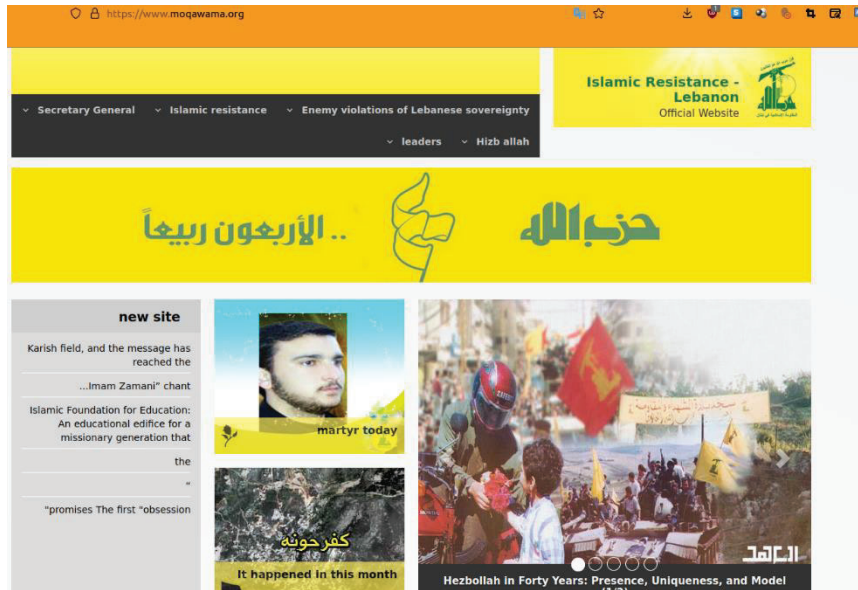 https://www.moqawama.org
Islamic Resistance -
Lebanon
Official Website
Secretary General
Islamic resistance
Enemy violations of Lebanese sovereignty
leaders
Hizb allah
حزب الله
.. الأربعون ربيعاً
new site
Karish field, and the message has
reached the
...Imam Zamani" chant
Islamic Foundation for Education:
An educational edifice for a
missionary generation that
the
"
"promises The first "obsession
martyr today
كفرحونه
It happened in this month
العهد
Hezbollah in Forty Years: Presence, Uniqueness, and Model
(1/2)